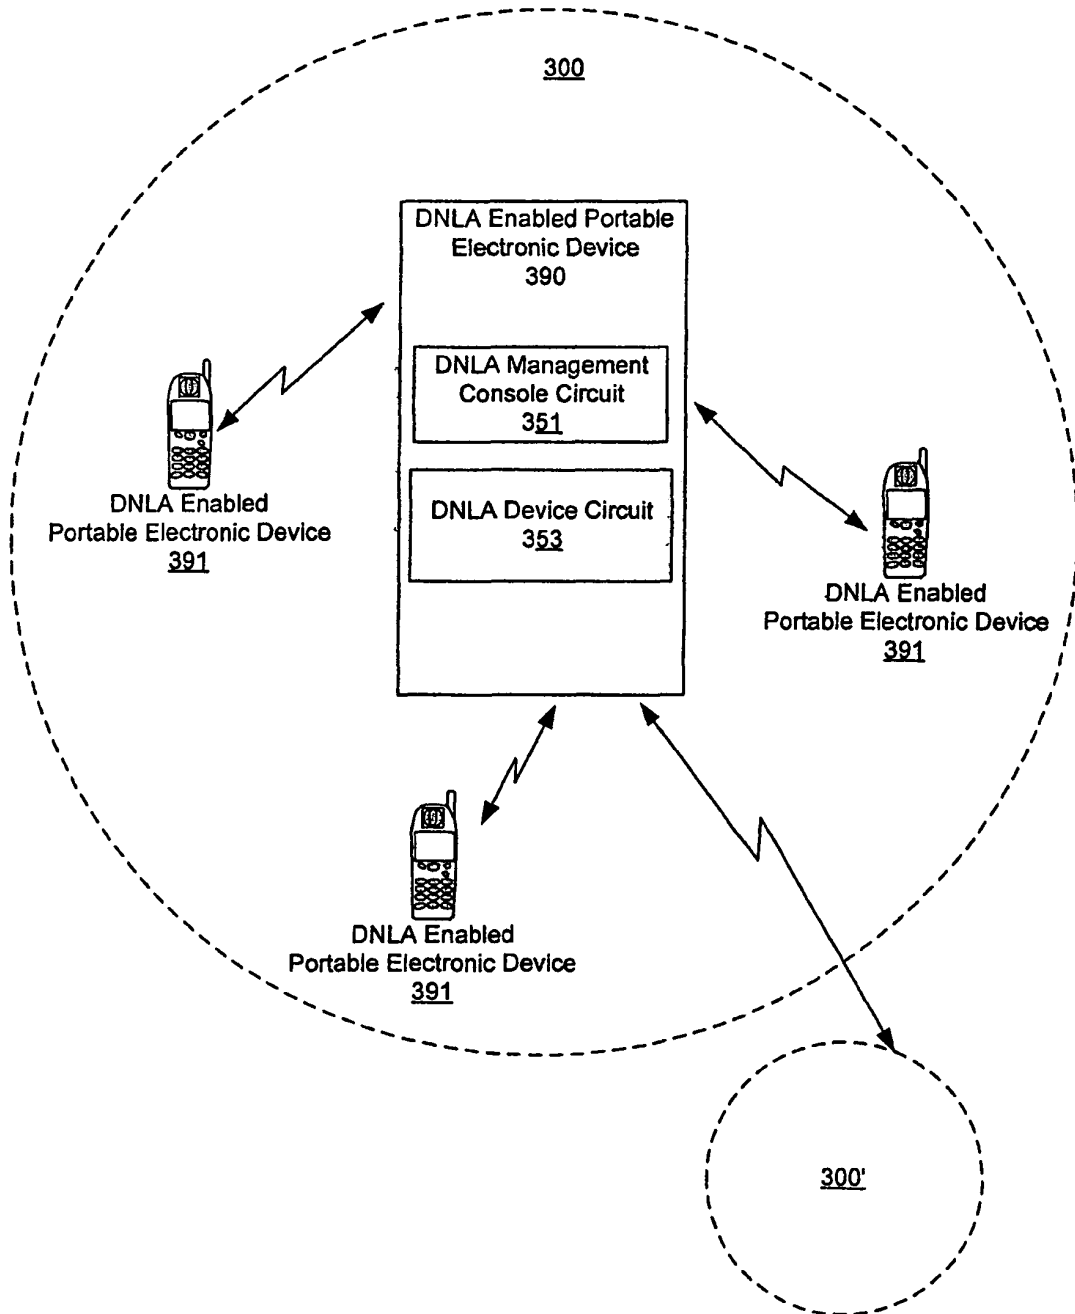 300
DNLA Enabled Portable
Electronic Device
390
DNLA Management
Console Circuit
351
DNLA Device Circuit
353
DNLA Enabled
Portable Electronic Device
391
DNLA Enabled
Portable Electronic Device
391
DNLA Enabled
Portable Electronic Device
391
300'